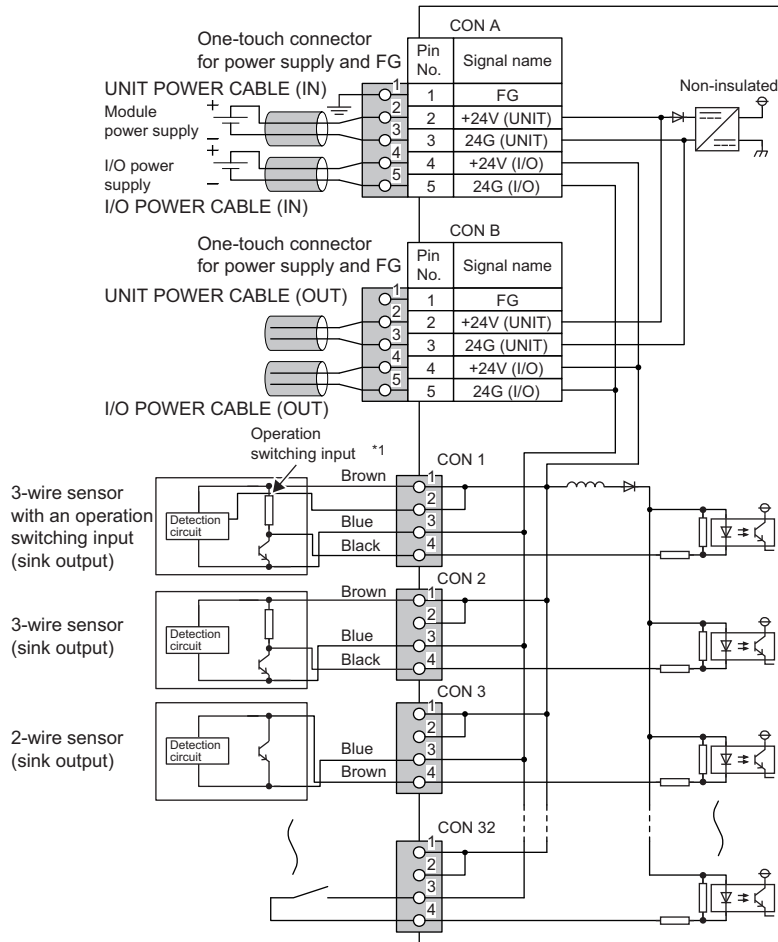 CON A
One-touch connector
for power supply and FG
Pin No. Signal name
UNIT POWER CABLE (IN)
Non-insulated
1 1 FG
Module power supply
+ 2 2 +24V (UNIT)
− 3 3 24G (UNIT)
I/O power supply
+ 4 4 +24V (I/O)
− 5 5 24G (I/O)
I/O POWER CABLE (IN)
CON B
One-touch connector
for power supply and FG
Pin No. Signal name
UNIT POWER CABLE (OUT)
1 1 FG
2 2 +24V (UNIT)
3 3 24G (UNIT)
4 4 +24V (I/O)
5 5 24G (I/O)
I/O POWER CABLE (OUT)
Operation
switching input *1
CON 1
3-wire sensor
with an operation
switching input
(sink output)
Detection
circuit
Brown 1
2
Blue 3
Black 4
CON 2
3-wire sensor
(sink output)
Detection
circuit
Brown 1
2
Blue 3
Black 4
CON 3
2-wire sensor
(sink output)
Detection
circuit
1
2
Blue 3
Brown 4
CON 32
1
2
3
4